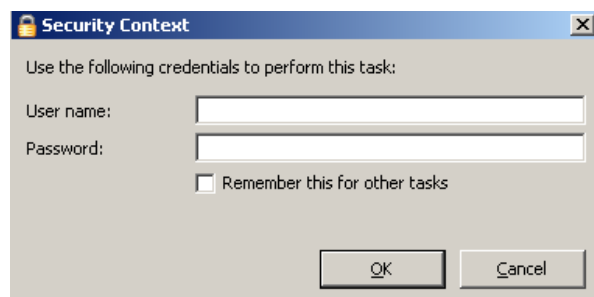 Security Context
Use the following credentials to perform this task:
User name:
Password:
Remember this for other tasks
OK
Cancel